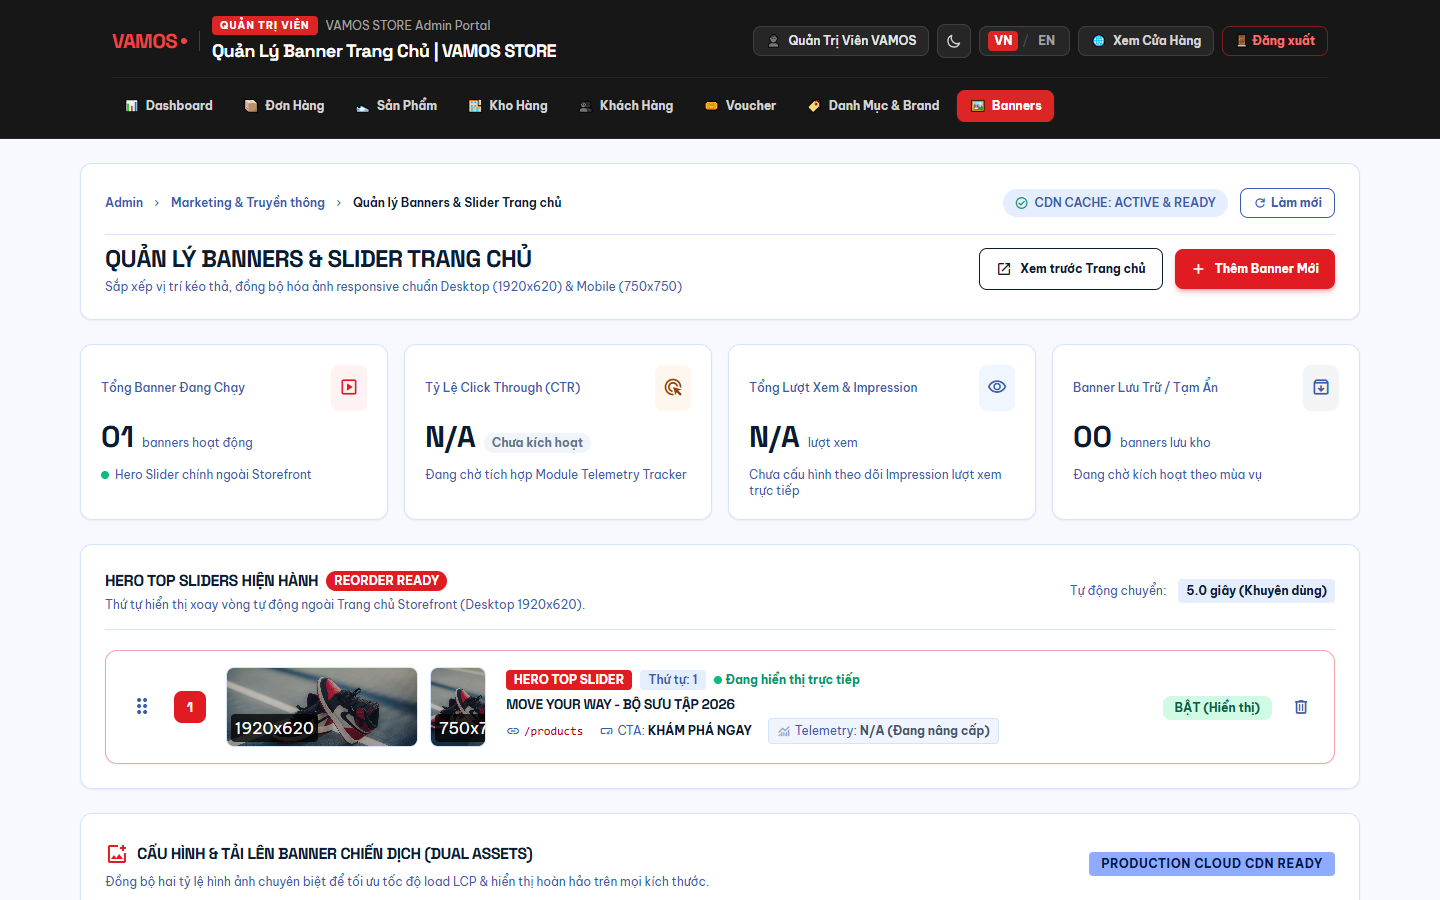 VAMOS
QUẢN TRỊ VIÊN VAMOS STORE Admin Portal
Quản Lý Banner Trang Chủ | VAMOS STORE
Quản Trị Viên VAMOS
VN / EN
Xem Cửa Hàng
Đăng xuất
Dashboard
Đơn Hàng
Sản Phẩm
Kho Hàng
Khách Hàng
Voucher
Danh Mục & Brand
Banners
Admin › Marketing & Truyền thông › Quản lý Banners & Slider Trang chủ
CDN CACHE: ACTIVE & READY
Làm mới
QUẢN LÝ BANNERS & SLIDER TRANG CHỦ
Sắp xếp vị trí kéo thả, đồng bộ hóa ảnh responsive chuẩn Desktop (1920x620) & Mobile (750x750)
Xem trước Trang chủ
Thêm Banner Mới
Tổng Banner Đang Chạy
01 banners hoạt động
Hero Slider chính ngoài Storefront
Tỷ Lệ Click Through (CTR)
N/A Chưa kích hoạt
Đang chờ tích hợp Module Telemetry Tracker
Tổng Lượt Xem & Impression
N/A lượt xem
Chưa cấu hình theo dõi Impression lượt xem
trực tiếp
Banner Lưu Trữ / Tạm Ẩn
00 banners lưu kho
Đang chờ kích hoạt theo mùa vụ
HERO TOP SLIDERS HIỆN HÀNH REORDER READY
Thứ tự hiển thị xoay vòng tự động ngoài Trang chủ Storefront (Desktop 1920x620).
Tự động chuyển: 5.0 giây (Khuyên dùng)
1
1920x620
750x7
HERO TOP SLIDER Thứ tự: 1 Đang hiển thị trực tiếp
MOVE YOUR WAY - BỘ SƯU TẬP 2026
/products CTA: KHÁM PHÁ NGAY Telemetry: N/A (Đang nâng cấp)
BẬT (Hiển thị)
CẤU HÌNH & TẢI LÊN BANNER CHIẾN DỊCH (DUAL ASSETS)
Đồng bộ hai tỷ lệ hình ảnh chuyên biệt để tối ưu tốc độ load LCP & hiển thị hoàn hảo trên mọi kích thước.
PRODUCTION CLOUD CDN READY